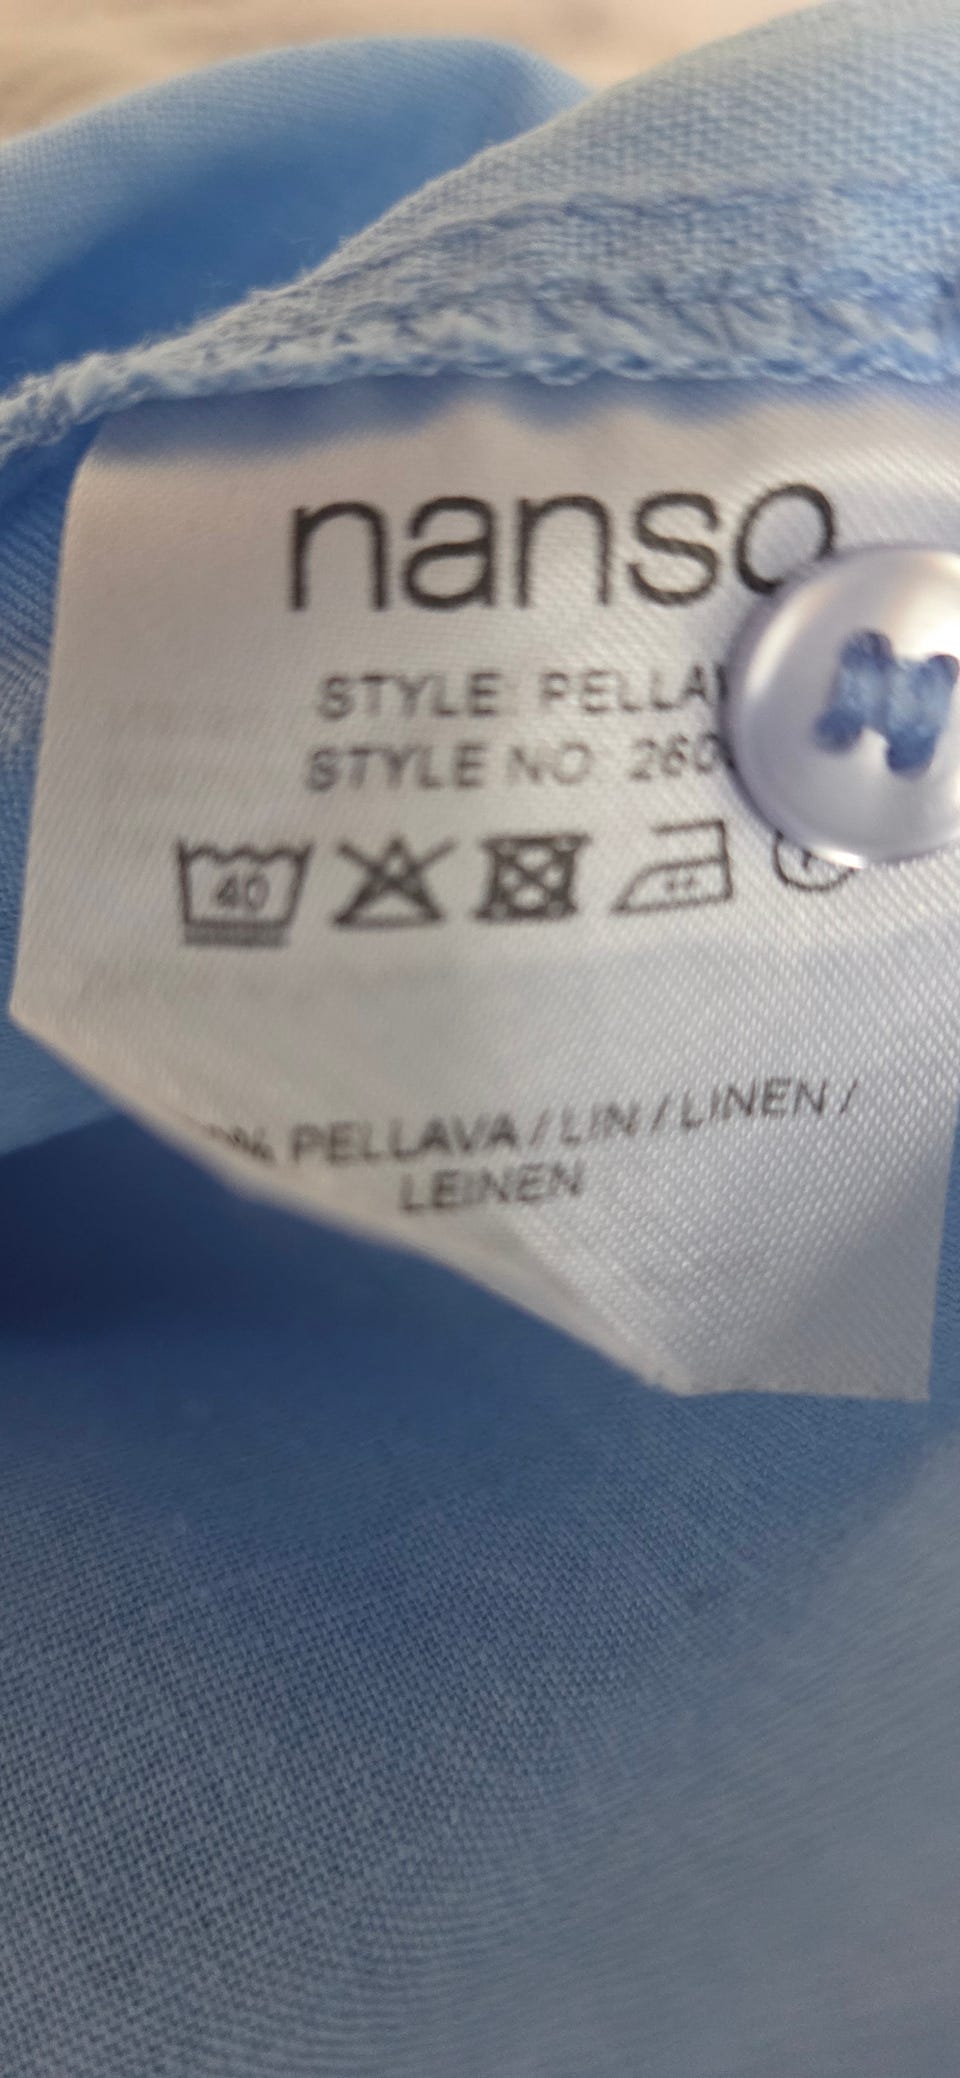 nanso
STYLE PELLA
STYLE NO 260
40
% PELLAVA / LIN / LINEN /
LEINEN